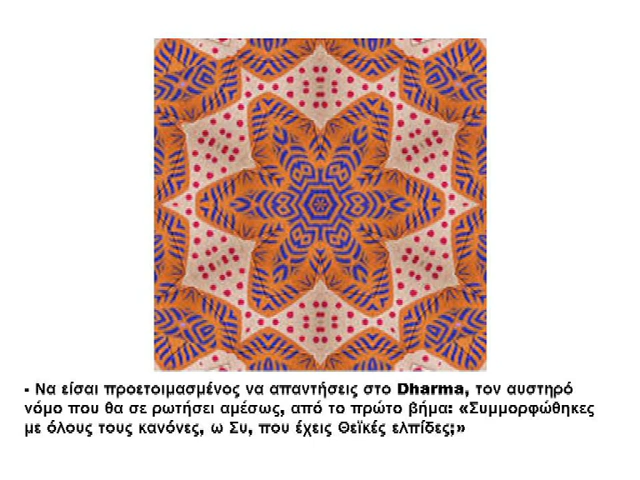 - Να είσαι προετοιμασμένος να απαντήσεις στο Dharma, τον αυστηρό
νόμο που θα σε ρωτήσει αμέσως, από το πρώτο βήμα: «Συμμορφώθηκες
με όλους τους κανόνες, ω Συ, που έχεις Θεϊκές ελπίδες;»